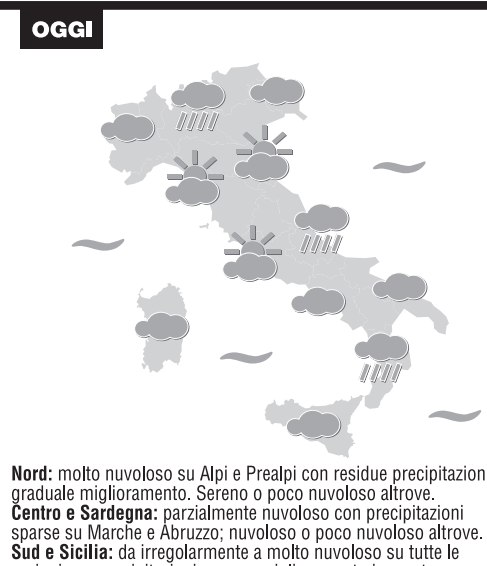 OGGI
Nord: molto nuvoloso su Alpi e Prealpi con residue precipitazion
graduale miglioramento. Sereno o poco nuvoloso altrove.
Centro e Sardegna: parzialmente nuvoloso con precipitazioni
sparse su Marche e Abruzzo; nuvoloso o poco nuvoloso altrove.
Sud e Sicilia: da irregolarmente a molto nuvoloso su tutte le